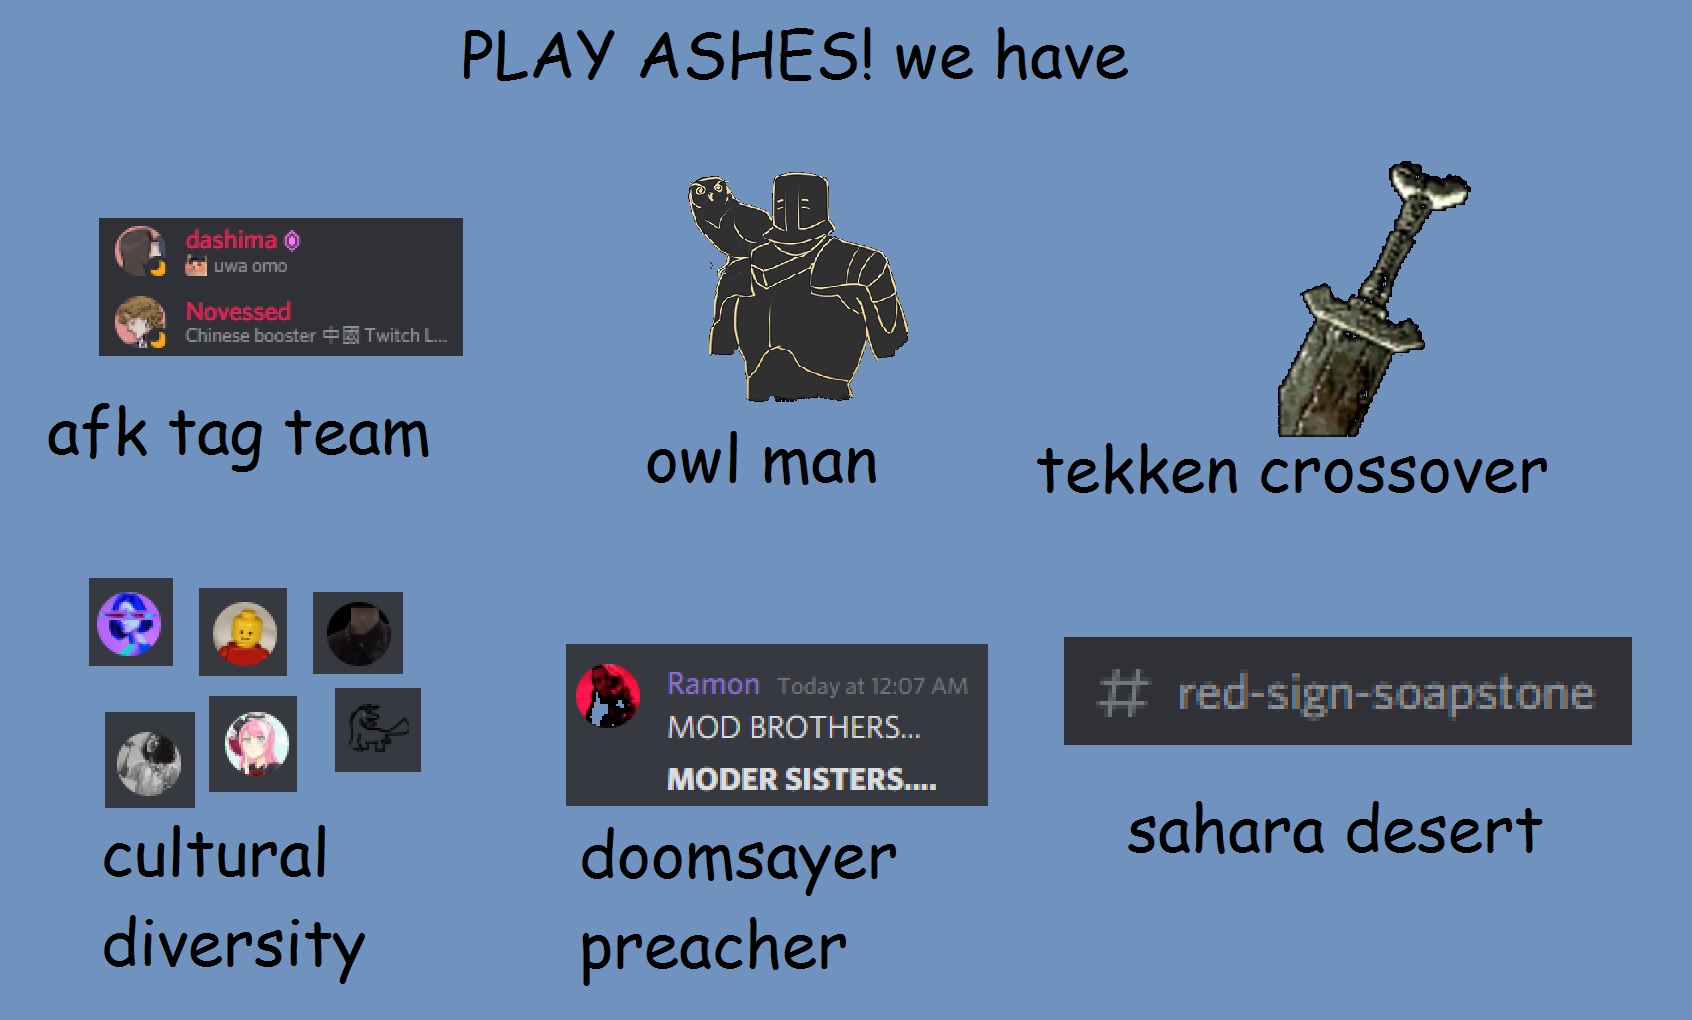 PLAY ASHES! we have
dashima
uwa omo
Novessed
Chinese booster 中國 Twitch L...
afk tag team
owl man
tekken crossover
cultural
diversity
Ramon Today at 12:07 AM
MOD BROTHERS...
MODER SISTERS....
doomsayer
preacher
# red-sign-soapstone
sahara desert